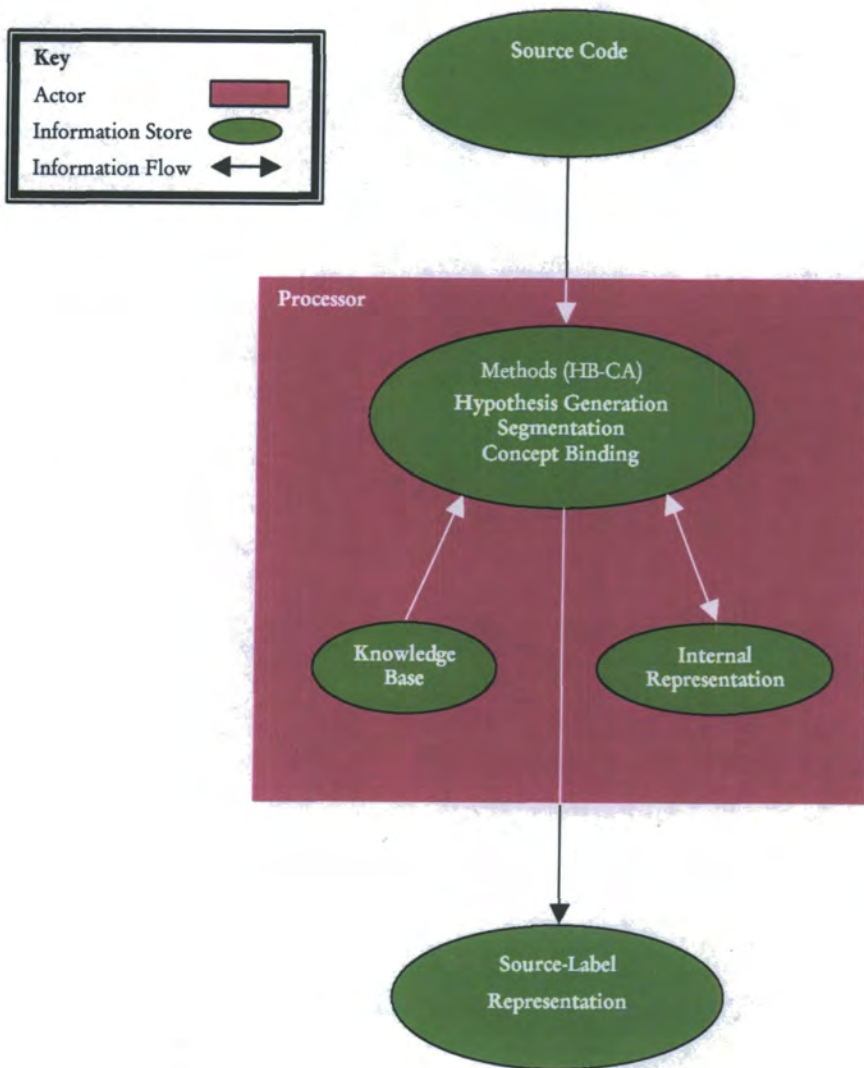 Key
Actor
Information Store
Information Flow
Source Code
Processor
Methods (HB-CA)
Hypothesis Generation
Segmentation
Concept Binding
Knowledge
Base
Internal
Representation
Source-Label
Representation